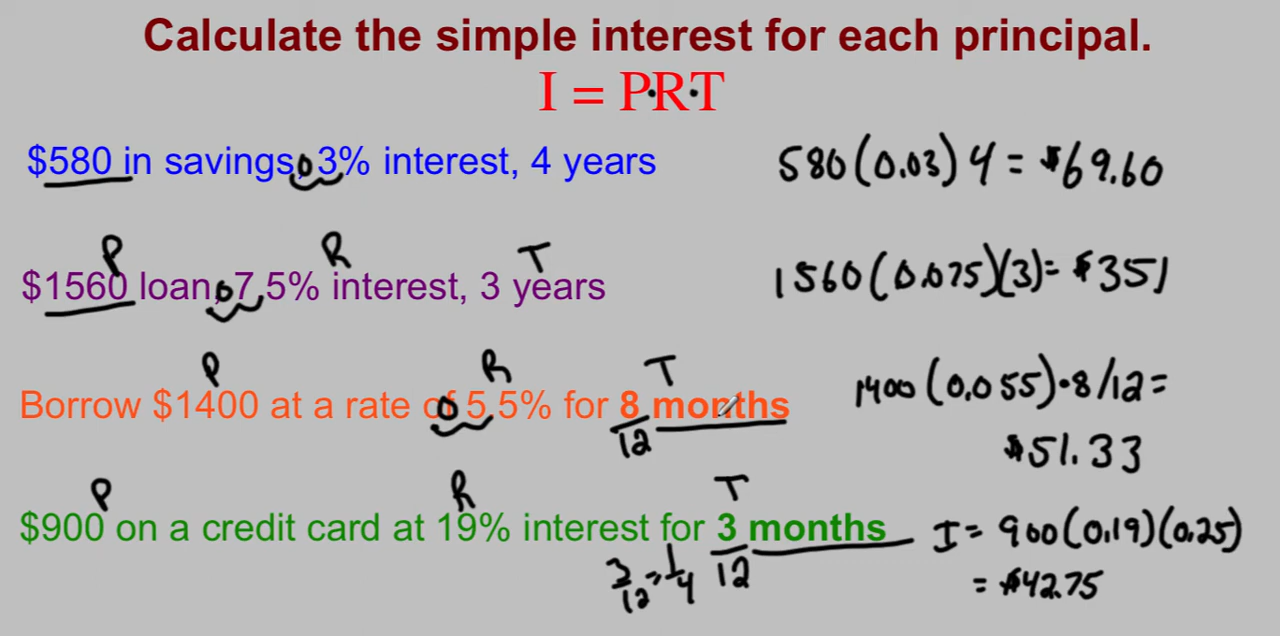 Calculate the simple interest for each principal.
I = P·R·T
$580 in savings, 3% interest, 4 years
580(0.03)4 = $69.60
P R T
$1560 loan, 7.5% interest, 3 years
1560(0.075)(3) = $351
P R T
Borrow $1400 at a rate of 5.5% for 8 months
12
1400(0.055)·8/12 =
$51.33
P R T
$900 on a credit card at 19% interest for 3 months
12
3/12 = 1/4
I = 900(0.19)(0.25)
= $42.75